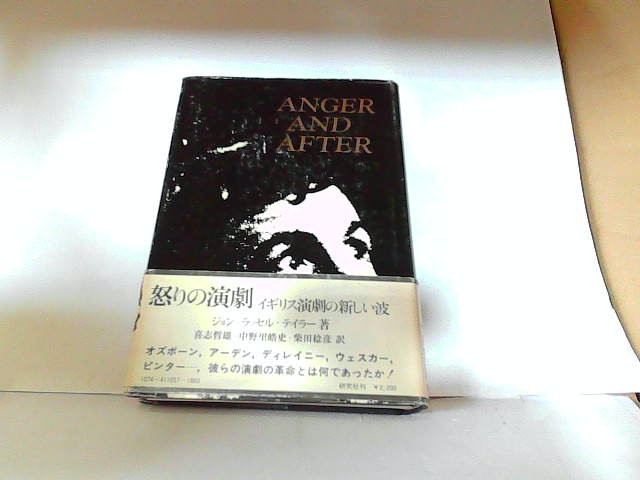 ANGER
AND
AFTER
怒りの演劇 イギリス演劇の新しい波
ジョン・ラッセル・テイラー 著
喜志哲雄・中野里皓史・柴田稔彦 訳
オズボーン, アーデン, ディレイニー, ウェスカー,
ピンター…, 彼らの演劇の革命とは何であったか!
研究社刊 ¥2,200